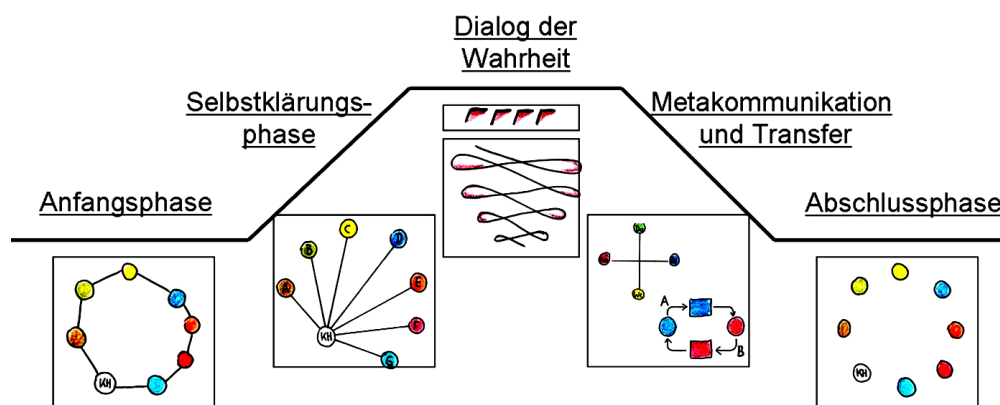 Dialog der
Wahrheit
Selbstklärungs-
phase
Metakommunikation
und Transfer
Anfangsphase
Abschlussphase
C
B
D
A
E
F
KH
G
A
B
KH
KH